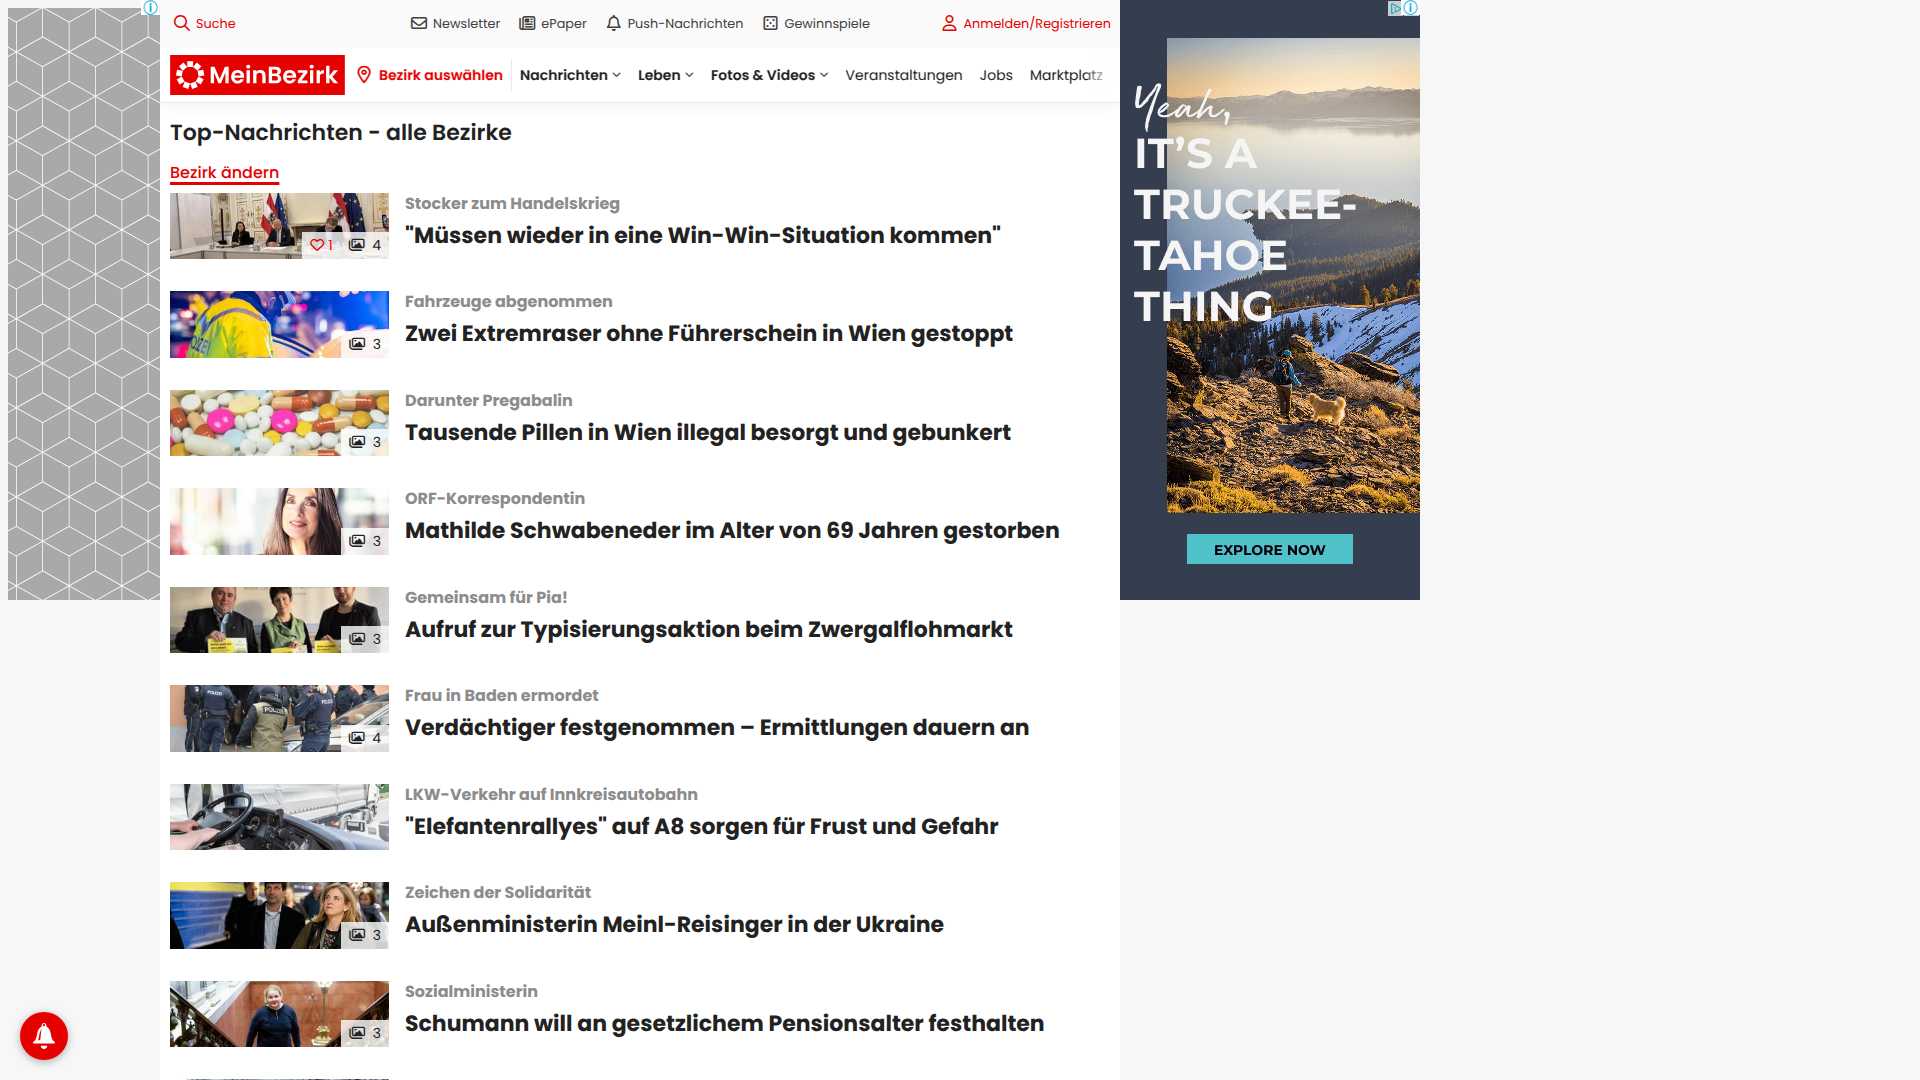 Suche
Newsletter
ePaper
Push-Nachrichten
Gewinnspiele
Anmelden/Registrieren
MeinBezirk
Bezirk auswählen
Nachrichten
Leben
Fotos & Videos
Veranstaltungen
Jobs
Marktplatz
Top-Nachrichten - alle Bezirke
Bezirk ändern
Stocker zum Handelskrieg
"Müssen wieder in eine Win-Win-Situation kommen"
1
4
Fahrzeuge abgenommen
Zwei Extremraser ohne Führerschein in Wien gestoppt
3
Darunter Pregabalin
Tausende Pillen in Wien illegal besorgt und gebunkert
3
ORF-Korrespondentin
Mathilde Schwabeneder im Alter von 69 Jahren gestorben
3
Gemeinsam für Pia!
Aufruf zur Typisierungsaktion beim Zwergalflohmarkt
3
Frau in Baden ermordet
Verdächtiger festgenommen – Ermittlungen dauern an
4
LKW-Verkehr auf Innkreisautobahn
"Elefantenrallyes" auf A8 sorgen für Frust und Gefahr
Zeichen der Solidarität
Außenministerin Meinl-Reisinger in der Ukraine
3
Sozialministerin
Schumann will an gesetzlichem Pensionsalter festhalten
3
Yeah,
IT'S A
TRUCKEE-
TAHOE
THING
EXPLORE NOW